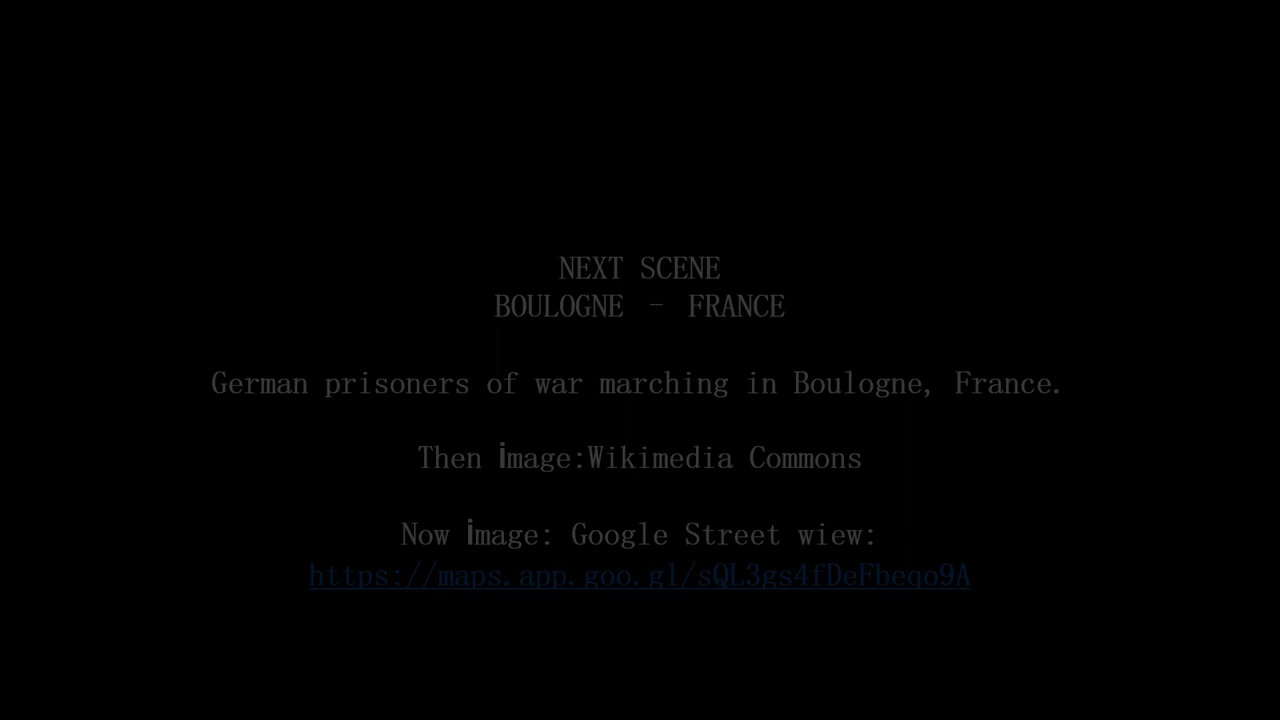 NEXT SCENE
BOULOGNE - FRANCE
German prisoners of war marching in Boulogne, France.
Then image:Wikimedia Commons
Now image: Google Street wiew:
https://maps.app.goo.gl/sQL3gs4fDeFbeqo9A